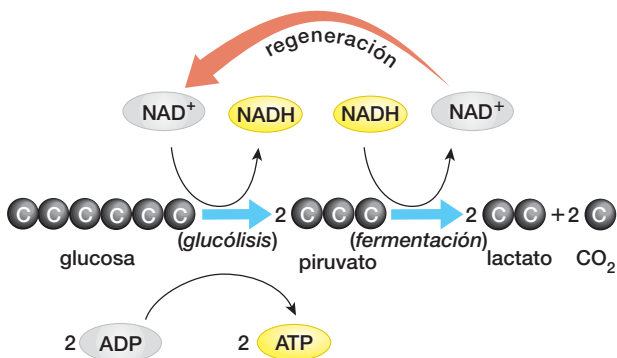 regeneración
NAD+ NADH NADH NAD+
C C C C C C 2 C C C 2 C C + 2 C
(glucólisis) (fermentación)
glucosa piruvato lactato CO2
2 ADP 2 ATP